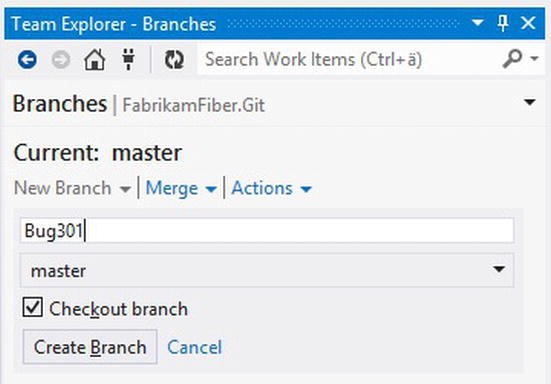 Team Explorer - Branches
Search Work Items (Ctrl+ä)
Branches | FabrikamFiber.Git
Current: master
New Branch | Merge | Actions
Bug301
master
Checkout branch
Create Branch Cancel